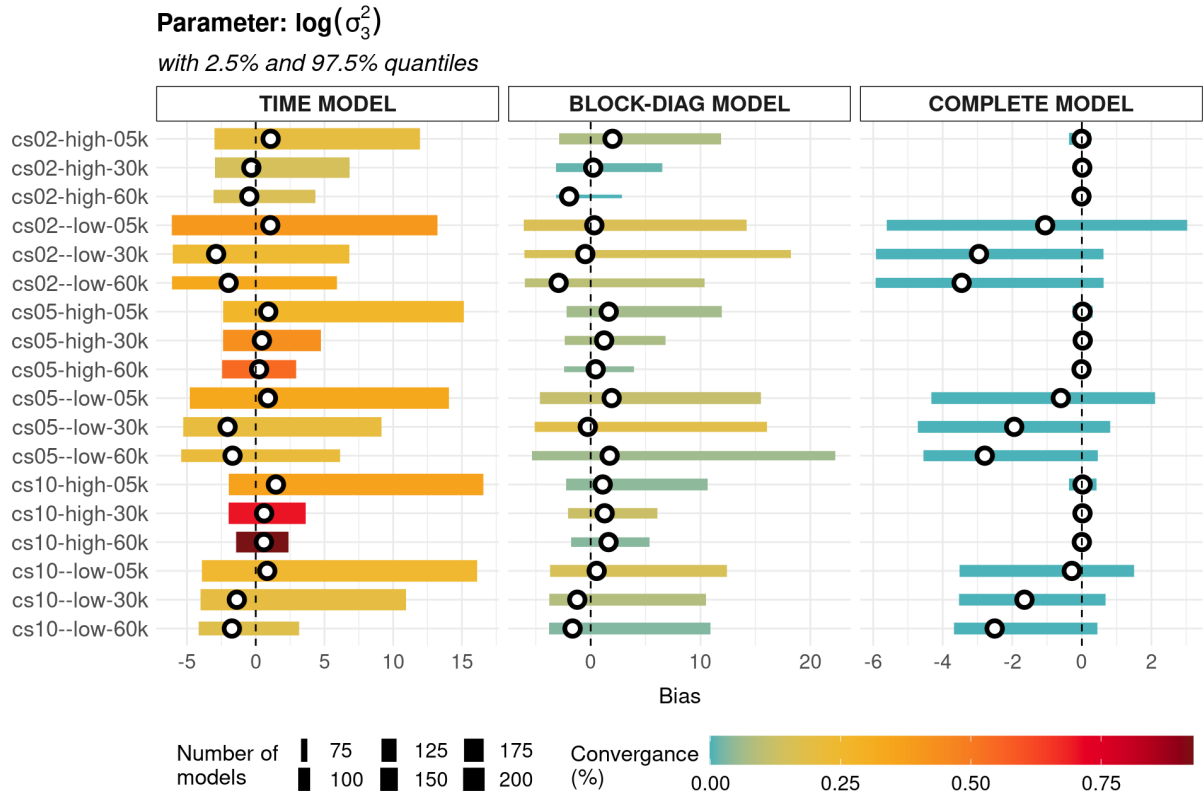 Parameter: log(σ₃²)
with 2.5% and 97.5% quantiles
TIME MODEL
BLOCK-DIAG MODEL
COMPLETE MODEL
cs02-high-05k
cs02-high-30k
cs02-high-60k
cs02--low-05k
cs02--low-30k
cs02--low-60k
cs05-high-05k
cs05-high-30k
cs05-high-60k
cs05--low-05k
cs05--low-30k
cs05--low-60k
cs10-high-05k
cs10-high-30k
cs10-high-60k
cs10--low-05k
cs10--low-30k
cs10--low-60k
-5 0 5 10 15
0 10 20
-6 -4 -2 0 2
Bias
Number of
models
75 125 175
100 150 200
Convergance
(%)
0.00 0.25 0.50 0.75